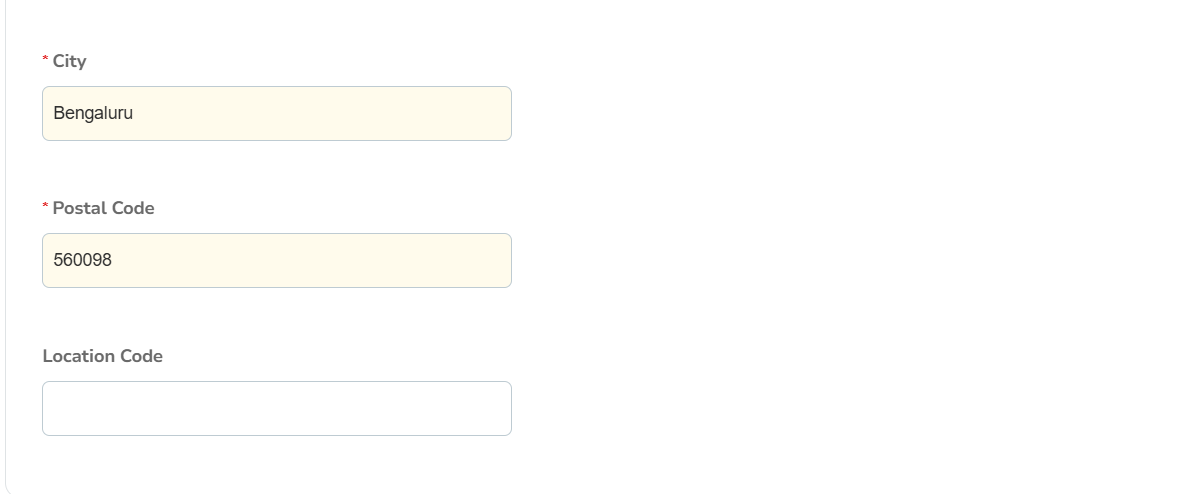 * City
Bengaluru
* Postal Code
560098
Location Code